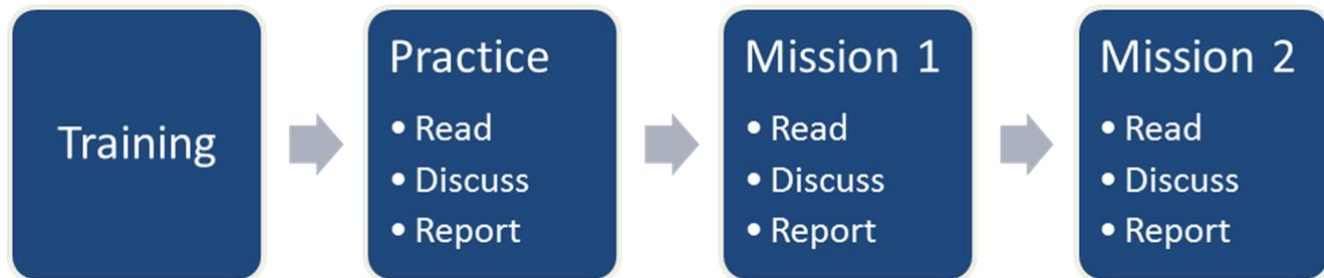 Training
Practice
• Read
• Discuss
• Report
Mission 1
• Read
• Discuss
• Report
Mission 2
• Read
• Discuss
• Report